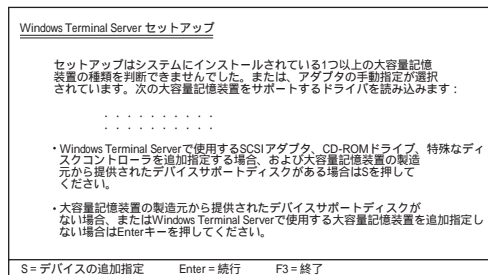 Windows Terminal Server セットアップ
セットアップはシステムにインストールされている1つ以上の大容量記憶
装置の種類を判断できませんでした。または、アダプタの手動指定が選択
されています。次の大容量記憶装置をサポートするドライバを読み込みます：
．．．．．．．．．．
．．．．．．．．．．
・Windows Terminal Serverで使用するSCSIアダプタ、CD-ROMドライブ、特殊なディ
スクコントローラを追加指定する場合、および大容量記憶装置の製造
元から提供されたデバイスサポートディスクがある場合はSを押して
ください。
・大容量記憶装置の製造元から提供されたデバイスサポートディスクが
ない場合、またはWindows Terminal Serverで使用する大容量記憶装置を追加指定し
ない場合はEnterキーを押してください。
S = デバイスの追加指定　Enter = 続行　F3 = 終了